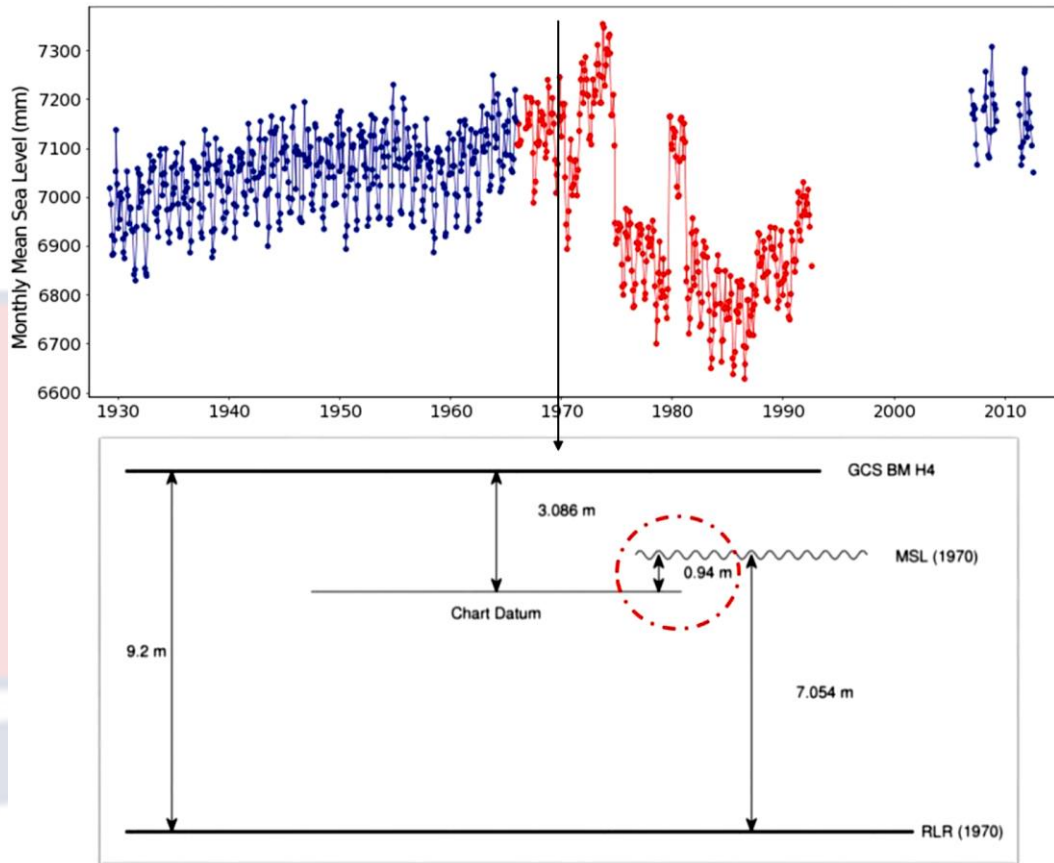 Monthly Mean Sea Level (mm)
7300
7200
7100
7000
6900
6800
6700
6600
1930 1940 1950 1960 1970 1980 1990 2000 2010
GCS BM H4
3.086 m
MSL (1970)
0.94 m
Chart Datum
9.2 m
7.054 m
RLR (1970)